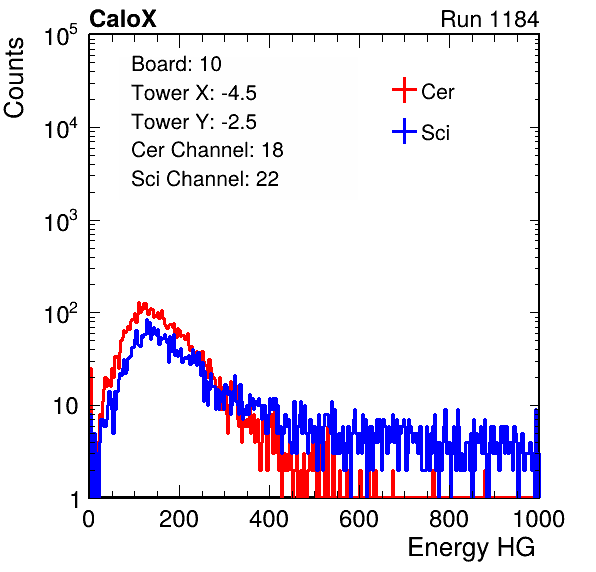 CaloX Run 1184
Counts
10^5
10^4
10^3
10^2
10
1
Board: 10
Tower X: -4.5
Tower Y: -2.5
Cer Channel: 18
Sci Channel: 22
Cer
Sci
0 200 400 600 800 1000
Energy HG